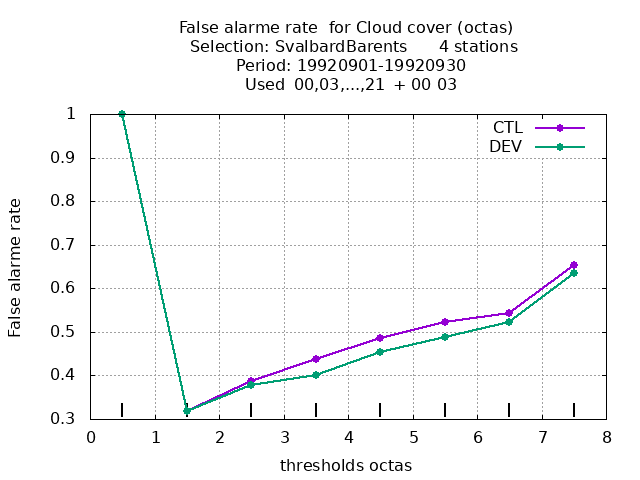 False alarme rate  for Cloud cover (octas)
Selection: SvalbardBarents      4 stations
Period: 19920901-19920930
Used  00,03,...,21  + 00 03
CTL
DEV
1
0.9
0.8
0.7
0.6
0.5
0.4
0.3
False alarme rate
0 1 2 3 4 5 6 7 8
thresholds octas